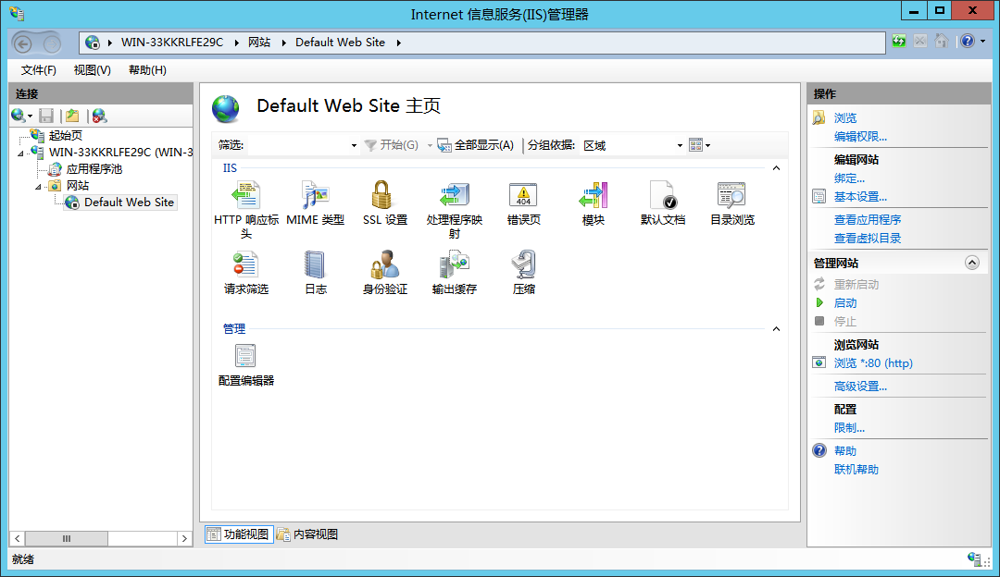 Internet 信息服务(IIS)管理器
WIN-33KKRLFE29C 网站 Default Web Site
文件(F) 视图(V) 帮助(H)
连接
起始页
WIN-33KKRLFE29C (WIN-3
应用程序池
网站
Default Web Site
Default Web Site 主页
筛选: 开始(G) 全部显示(A) 分组依据: 区域
IIS
HTTP 响应标头
MIME 类型
SSL 设置
处理程序映射
404
错误页
模块
默认文档
目录浏览
请求筛选
日志
身份验证
输出缓存
压缩
管理
配置编辑器
功能视图 内容视图
操作
浏览
编辑权限...
编辑网站
绑定...
基本设置...
查看应用程序
查看虚拟目录
管理网站
重新启动
启动
停止
浏览网站
浏览 *:80 (http)
高级设置...
配置
限制...
帮助
联机帮助
就绪